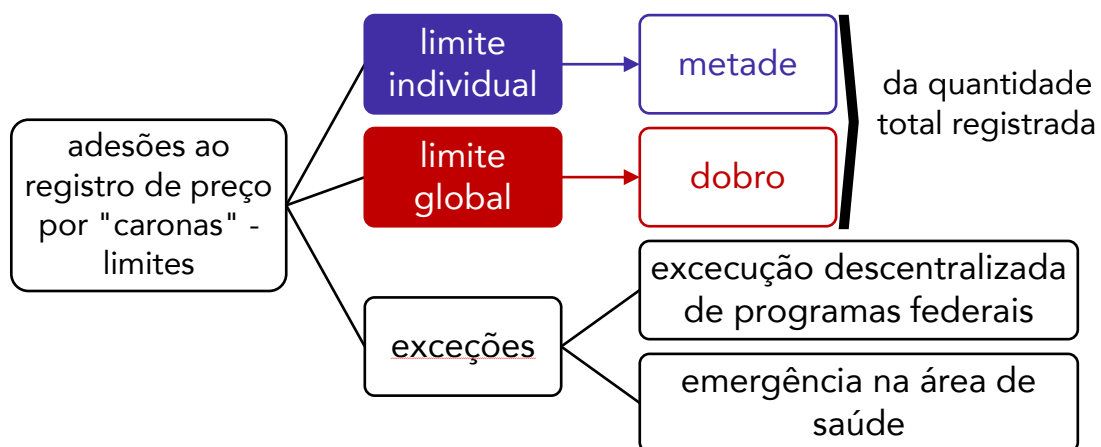 adesões ao
registro de preço
por "caronas" -
limites
limite
individual
metade
limite
global
dobro
da quantidade
total registrada
exceções
excecução descentralizada
de programas federais
emergência na área de
saúde